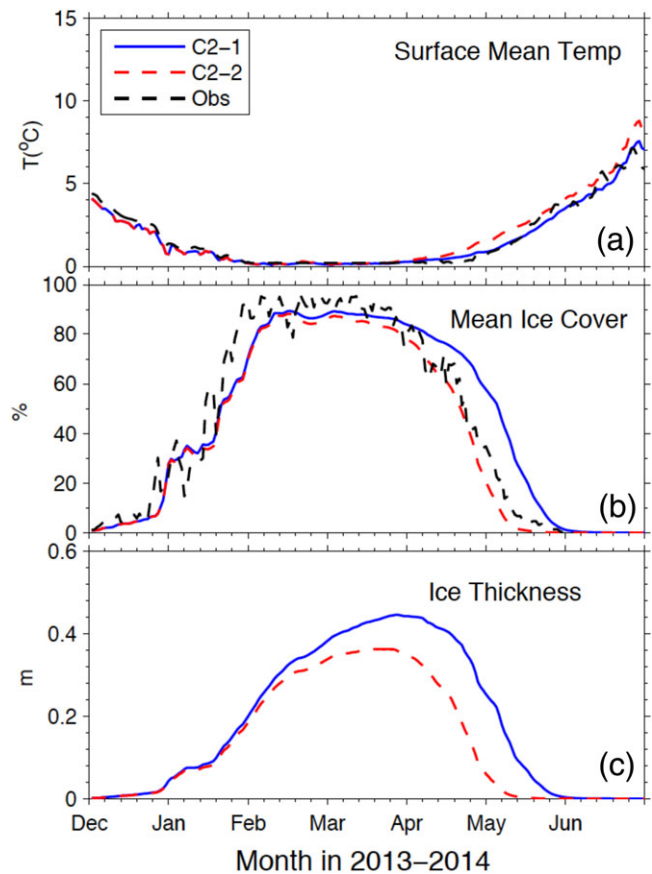 15
C2-1
C2-2
Obs
Surface Mean Temp
10
T(°C)
5
(a)
0
100
Mean Ice Cover
80
60
%
40
20
(b)
0
0.6
Ice Thickness
0.4
m
0.2
(c)
0
Dec Jan Feb Mar Apr May Jun
Month in 2013-2014